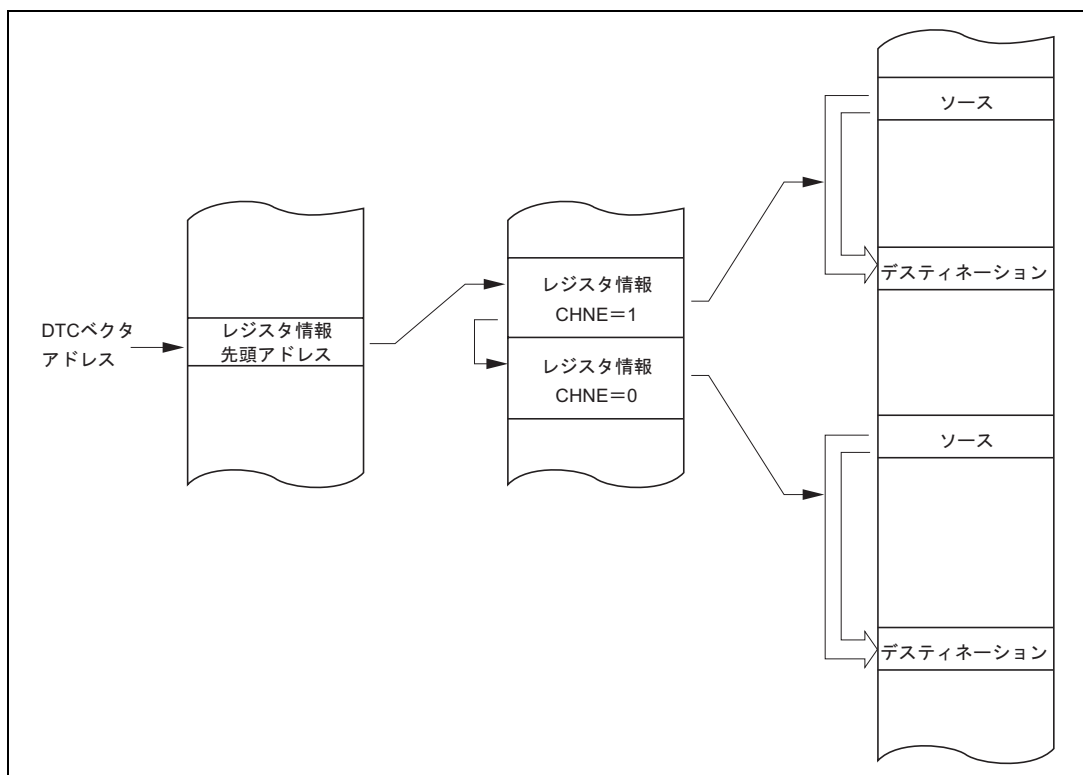 DTCベクタ
アドレス
レジスタ情報
先頭アドレス
レジスタ情報
CHNE=1
レジスタ情報
CHNE=0
ソース
デスティネーション
ソース
デスティネーション